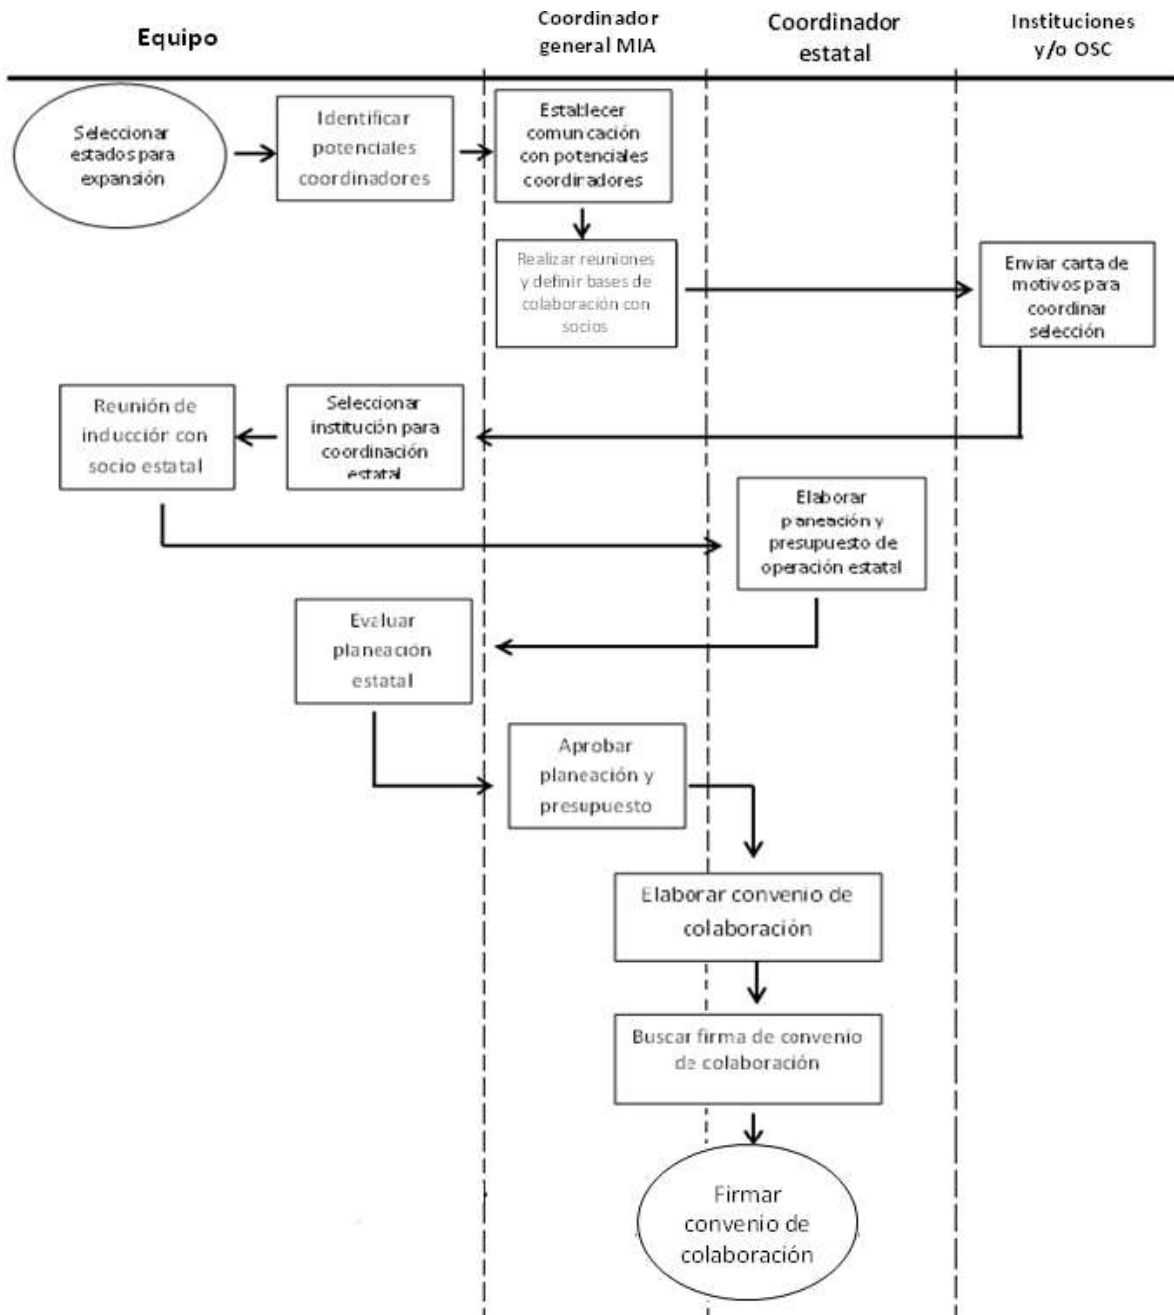 Equipo
Coordinador
general MIA
Coordinador
estatal
Instituciones
y/o OSC
Seleccionar
estados para
expansión
Identificar
potenciales
coordinadores
Establecer
comunicación
con potenciales
coordinadores
Realizar reuniones
y definir bases de
colaboración con
socios
Enviar carta de
motivos para
coordinar
selección
Seleccionar
institución para
coordinación
estatal
Reunión de
inducción con
socio estatal
Elaborar
planeación y
presupuesto de
operación estatal
Evaluar
planeación
estatal
Aprobar
planeación y
presupuesto
Elaborar convenio de
colaboración
Buscar firma de convenio
de colaboración
Firmar
convenio de
colaboración